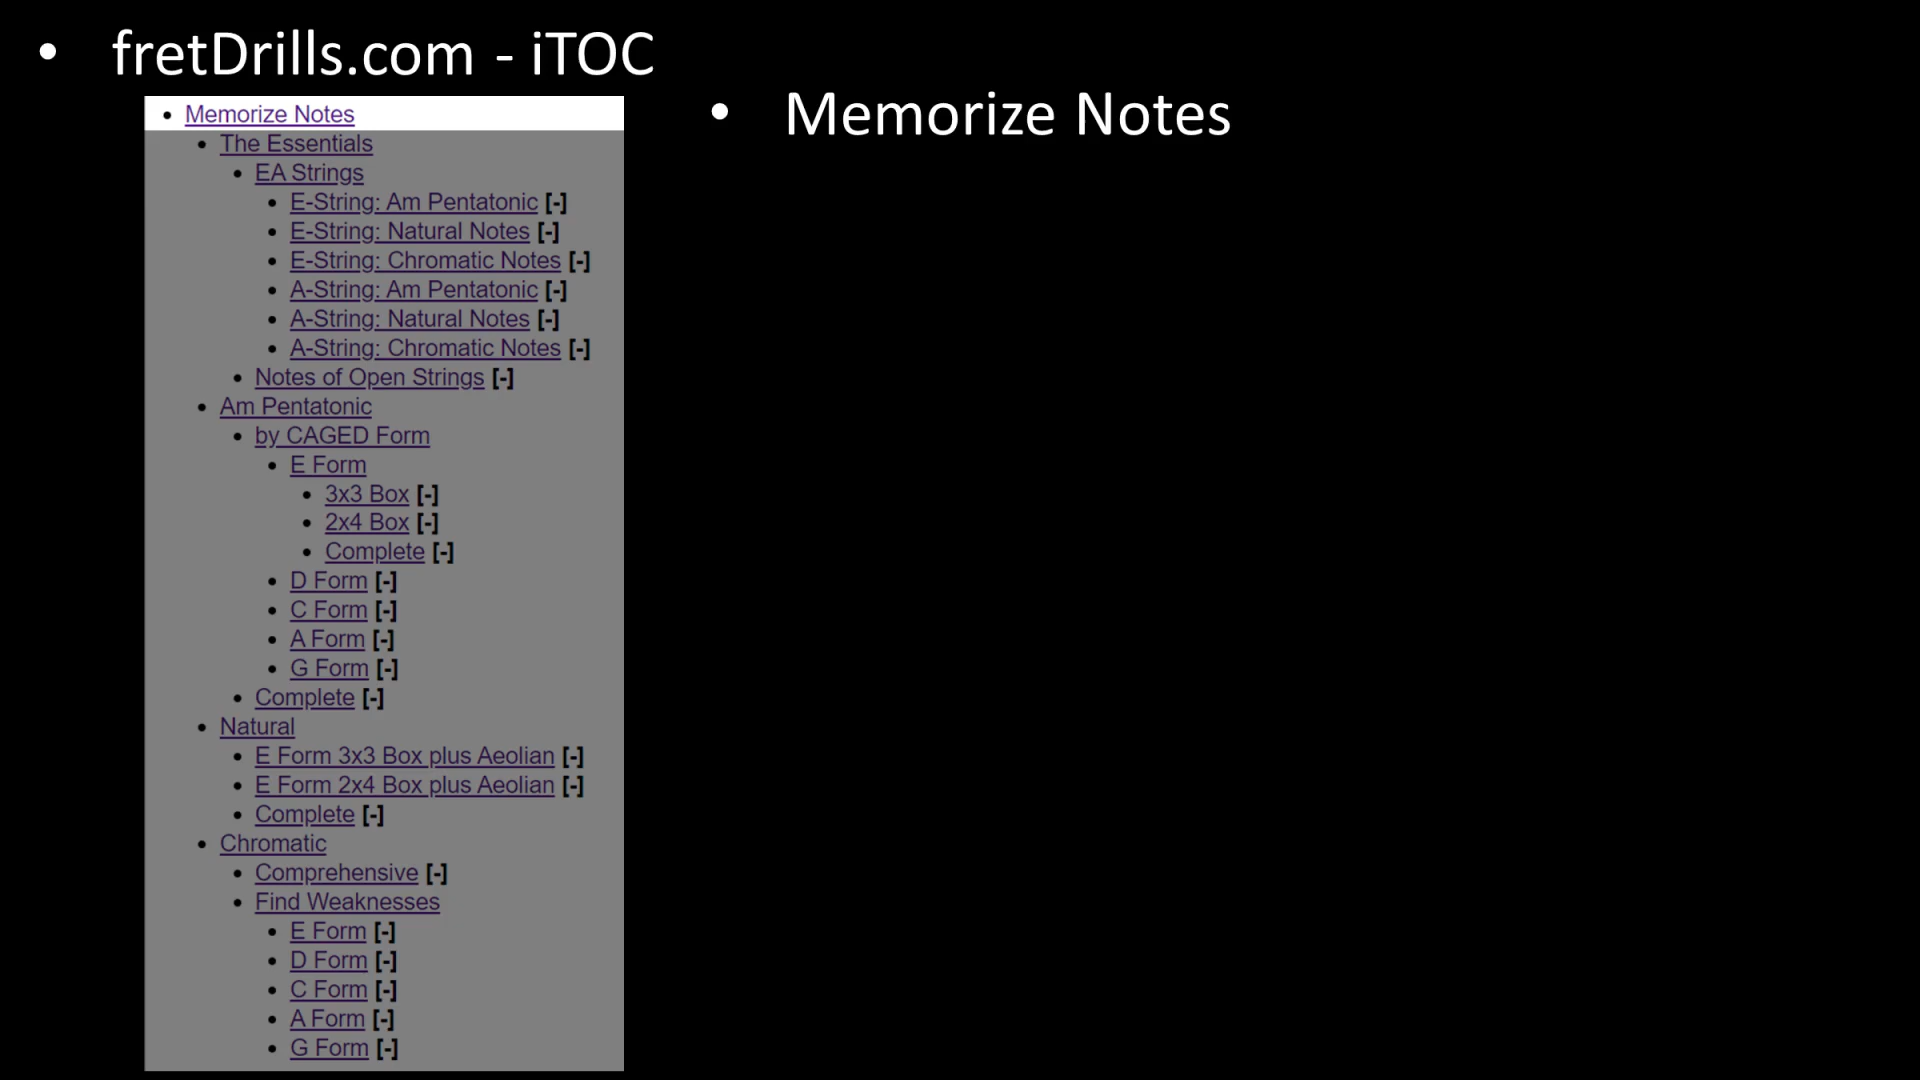 • fretDrills.com - iTOC
• Memorize Notes
• The Essentials
• EA Strings
• E-String: Am Pentatonic [-]
• E-String: Natural Notes [-]
• E-String: Chromatic Notes [-]
• A-String: Am Pentatonic [-]
• A-String: Natural Notes [-]
• A-String: Chromatic Notes [-]
• Notes of Open Strings [-]
• Am Pentatonic
• by CAGED Form
• E Form
• 3x3 Box [-]
• 2x4 Box [-]
• Complete [-]
• D Form [-]
• C Form [-]
• A Form [-]
• G Form [-]
• Complete [-]
• Natural
• E Form 3x3 Box plus Aeolian [-]
• E Form 2x4 Box plus Aeolian [-]
• Complete [-]
• Chromatic
• Comprehensive [-]
• Find Weaknesses
• E Form [-]
• D Form [-]
• C Form [-]
• A Form [-]
• G Form [-]
• Memorize Notes